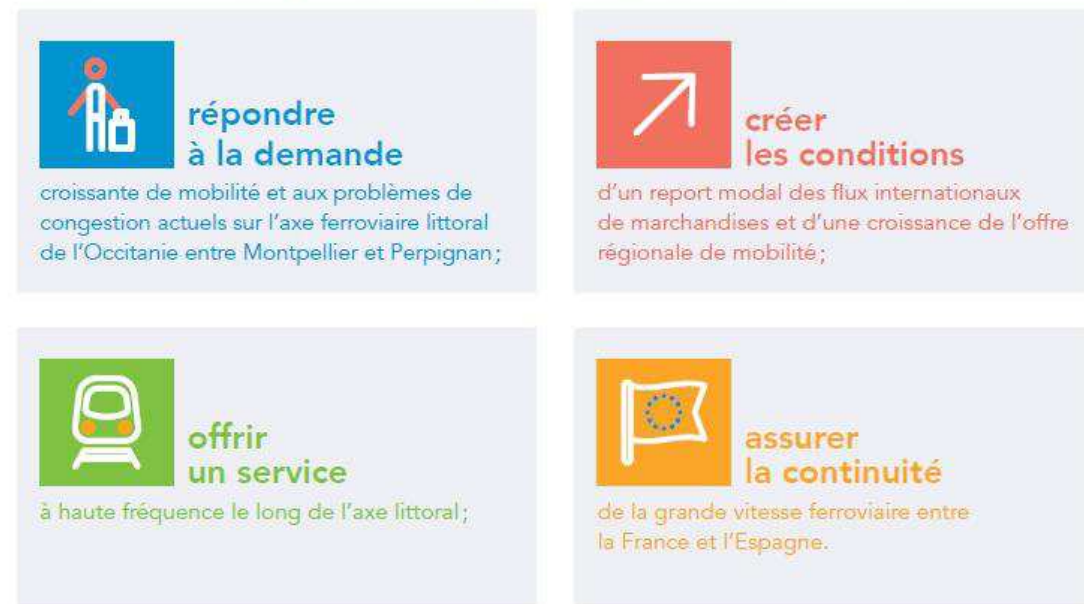 répondre
à la demande
croissante de mobilité et aux problèmes de
congestion actuels sur l'axe ferroviaire littoral
de l'Occitanie entre Montpellier et Perpignan;
créer
les conditions
d'un report modal des flux internationaux
de marchandises et d'une croissance de l'offre
régionale de mobilité;
offrir
un service
à haute fréquence le long de l'axe littoral;
assurer
la continuité
de la grande vitesse ferroviaire entre
la France et l'Espagne.